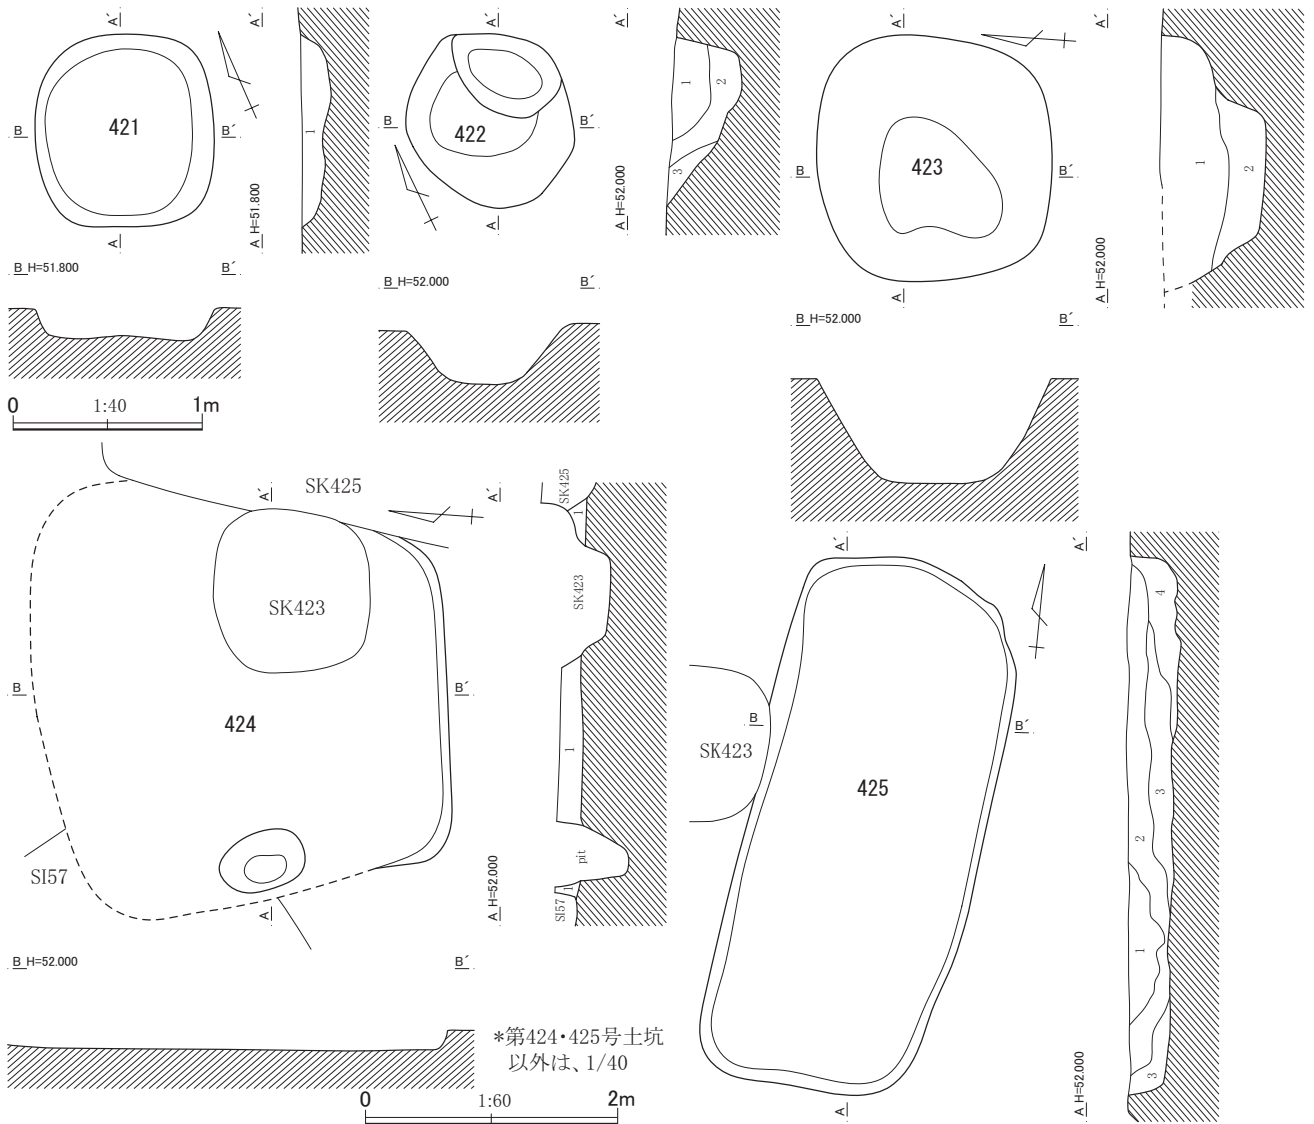 A´
421
B
B´
A
A´
1
A H=51.800
B H=51.800
B´
A´
422
B
B´
A
A´
1
2
3
A H=52.000
B H=52.000
B´
423
B
B´
A
A´
1
2
A H=52.000
B H=52.000
B´
0
1:40
1m
SK425
A´
SK423
B
B´
424
SI57
A
A´
SK425
1
SK423
1
pit
1
SI57
A H=52.000
B H=52.000
B´
*第424・425号土坑
以外は、1/40
0
1:60
2m
A´
B
B´
SK423
425
A
A´
4
3
2
1
3
A H=52.000